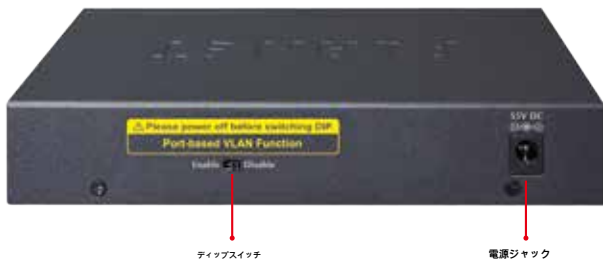 ⚠ Please power off before switching DIP.
Port-based VLAN Function
Enable Disable
55V DC
ディップスイッチ
電源ジャック